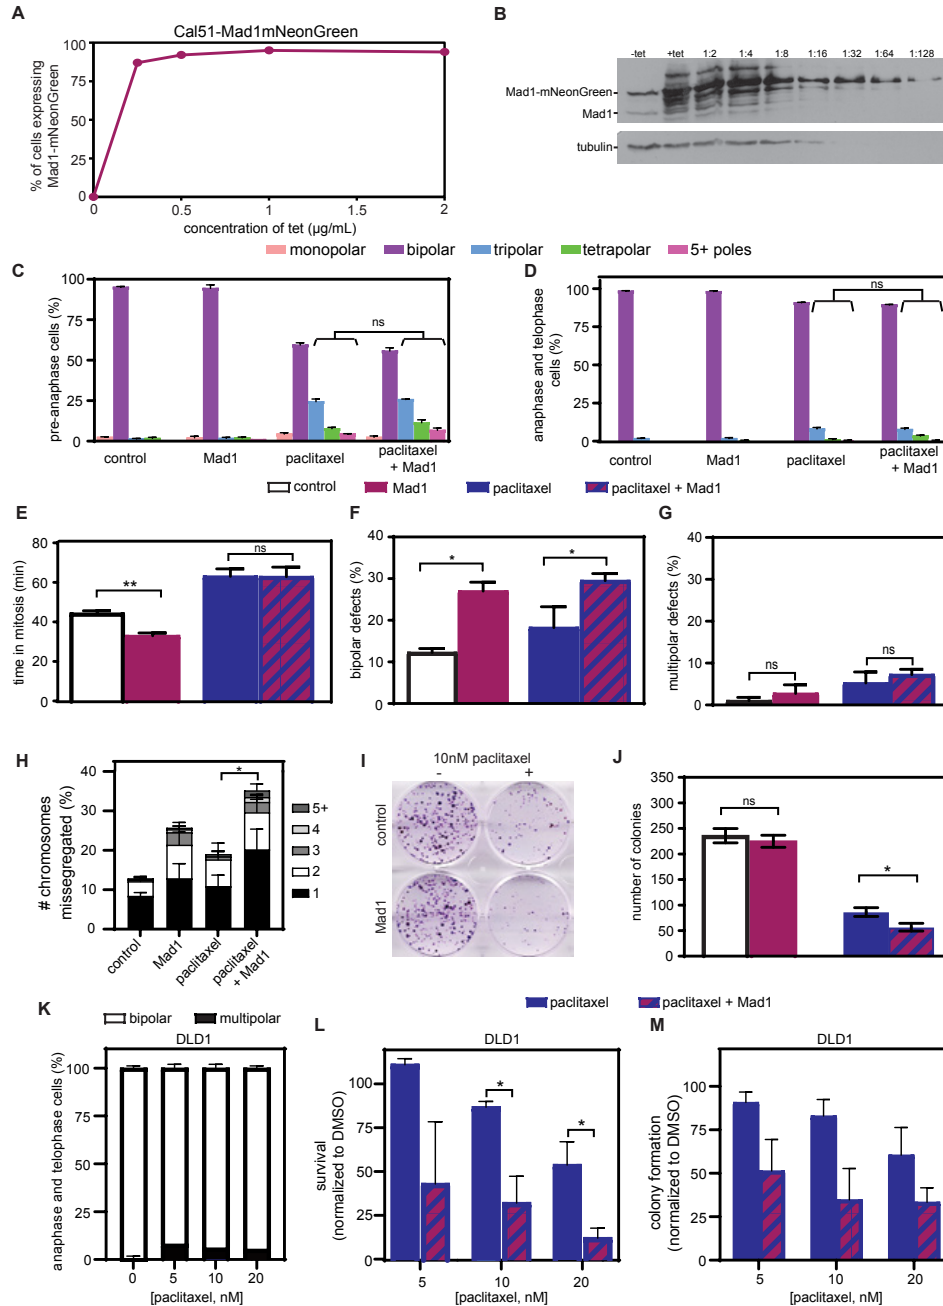 A
Cal51-Mad1mNeonGreen
% of cells expressing
Mad1-mNeonGreen
100
75
50
25
0
0
0.5
1
1.5
2
concentration of tet (µg/mL)
B
-tet
+tet
1:2
1:4
1:8
1:16
1:32
1:64
1:128
Mad1-mNeonGreen
Mad1
tubulin
monopolar
bipolar
tripolar
tetrapolar
5+ poles
C
pre-anaphase cells (%)
100
75
50
25
0
ns
control
Mad1
paclitaxel
paclitaxel
+ Mad1
D
anaphase and telophase
cells (%)
100
75
50
25
0
ns
control
Mad1
paclitaxel
paclitaxel
+ Mad1
control
Mad1
paclitaxel
paclitaxel + Mad1
E
time in mitosis (min)
80
60
40
20
0
**
ns
F
bipolar defects (%)
40
30
20
10
0
*
*
G
multipolar defects (%)
40
30
20
10
0
ns
ns
H
# chromosomes
missegregated (%)
40
30
20
10
0
*
5+
4
3
2
1
control
Mad1
paclitaxel
paclitaxel
+ Mad1
I
10nM paclitaxel
-
+
control
Mad1
J
number of colonies
350
300
250
200
150
100
50
0
ns
*
K
bipolar
multipolar
DLD1
anaphase and telophase cells (%)
100
75
50
25
0
0
5
10
20
[paclitaxel, nM]
paclitaxel
paclitaxel + Mad1
L
DLD1
survival
(normalized to DMSO)
100
75
50
25
0
*
*
5
10
20
[paclitaxel, nM]
M
DLD1
colony formation
(normalized to DMSO)
100
75
50
25
0
5
10
20
[paclitaxel, nM]